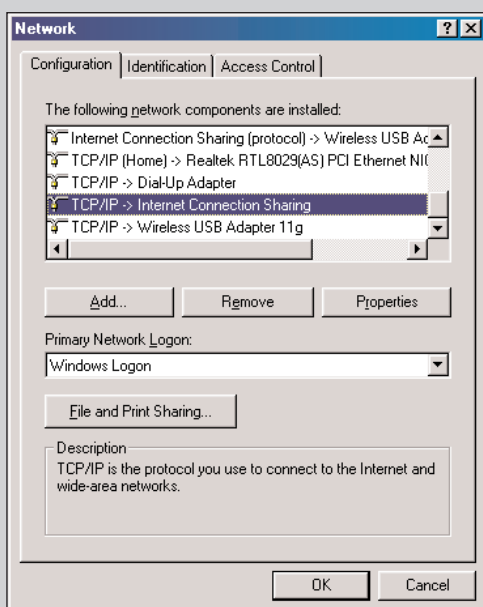 Network
Configuration Identification Access Control
The following network components are installed:
Internet Connection Sharing (protocol) -> Wireless USB Ac
TCP/IP (Home) -> Realtek RTL8029(AS) PCI Ethernet NI
TCP/IP -> Dial-Up Adapter
TCP/IP -> Internet Connection Sharing
TCP/IP -> Wireless USB Adapter 11g
Add... Remove Properties
Primary Network Logon:
Windows Logon
File and Print Sharing...
Description
TCP/IP is the protocol you use to connect to the Internet and
wide-area networks.
OK Cancel